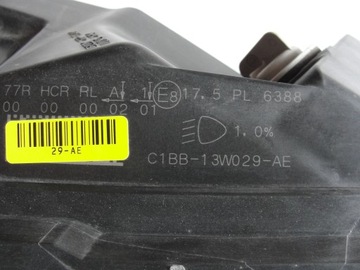 77R HCR RL A 1 E8 17.5 PL 6388
00 00 00 02 01
1.0%
29-AE
C1BB-13W029-AE